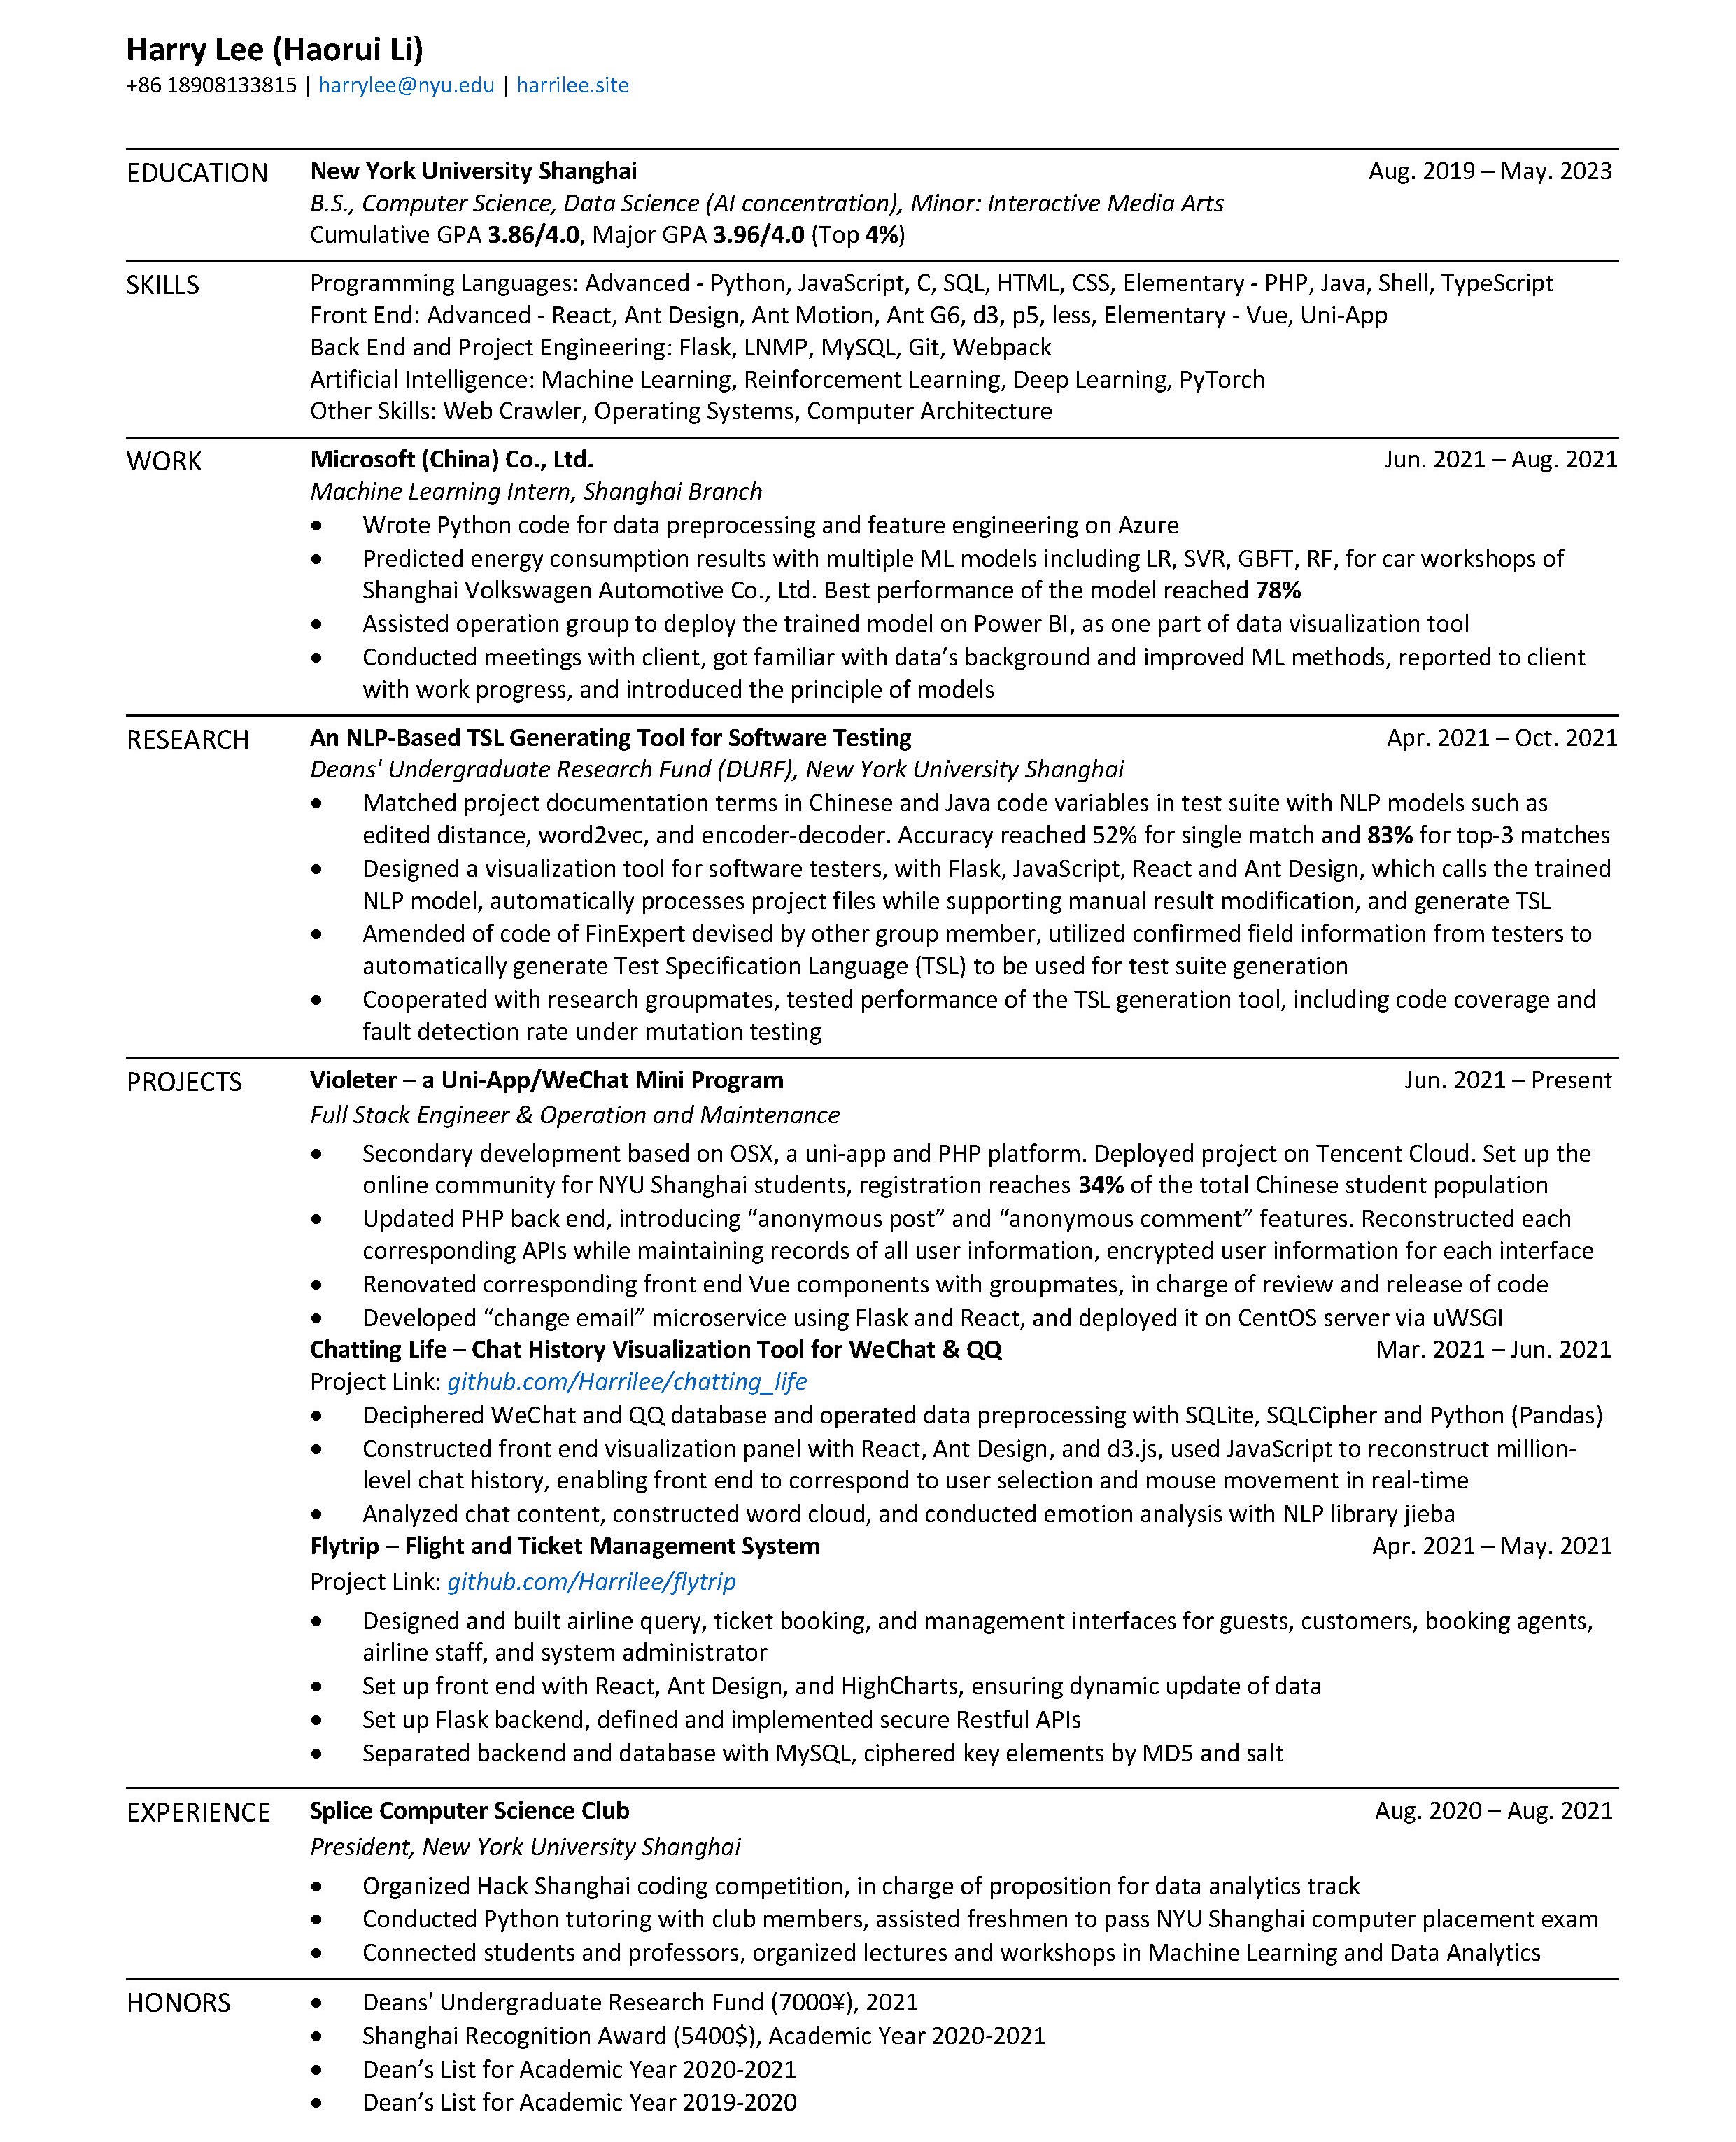 Harry Lee (Haorui Li)
+86 18908133815 | harrylee@nyu.edu | harrilee.site
EDUCATION New York University Shanghai Aug. 2019 – May. 2023
B.S., Computer Science, Data Science (AI concentration), Minor: Interactive Media Arts
Cumulative GPA 3.86/4.0, Major GPA 3.96/4.0 (Top 4%)
SKILLS Programming Languages: Advanced - Python, JavaScript, C, SQL, HTML, CSS, Elementary - PHP, Java, Shell, TypeScript
Front End: Advanced - React, Ant Design, Ant Motion, Ant G6, d3, p5, less, Elementary - Vue, Uni-App
Back End and Project Engineering: Flask, LNMP, MySQL, Git, Webpack
Artificial Intelligence: Machine Learning, Reinforcement Learning, Deep Learning, PyTorch
Other Skills: Web Crawler, Operating Systems, Computer Architecture
WORK Microsoft (China) Co., Ltd. Jun. 2021 – Aug. 2021
Machine Learning Intern, Shanghai Branch
• Wrote Python code for data preprocessing and feature engineering on Azure
• Predicted energy consumption results with multiple ML models including LR, SVR, GBFT, RF, for car workshops of
Shanghai Volkswagen Automotive Co., Ltd. Best performance of the model reached 78%
• Assisted operation group to deploy the trained model on Power BI, as one part of data visualization tool
• Conducted meetings with client, got familiar with data’s background and improved ML methods, reported to client
with work progress, and introduced the principle of models
RESEARCH An NLP-Based TSL Generating Tool for Software Testing Apr. 2021 – Oct. 2021
Deans' Undergraduate Research Fund (DURF), New York University Shanghai
• Matched project documentation terms in Chinese and Java code variables in test suite with NLP models such as
edited distance, word2vec, and encoder-decoder. Accuracy reached 52% for single match and 83% for top-3 matches
• Designed a visualization tool for software testers, with Flask, JavaScript, React and Ant Design, which calls the trained
NLP model, automatically processes project files while supporting manual result modification, and generate TSL
• Amended of code of FinExpert devised by other group member, utilized confirmed field information from testers to
automatically generate Test Specification Language (TSL) to be used for test suite generation
• Cooperated with research groupmates, tested performance of the TSL generation tool, including code coverage and
fault detection rate under mutation testing
PROJECTS Violeter – a Uni-App/WeChat Mini Program Jun. 2021 – Present
Full Stack Engineer & Operation and Maintenance
• Secondary development based on OSX, a uni-app and PHP platform. Deployed project on Tencent Cloud. Set up the
online community for NYU Shanghai students, registration reaches 34% of the total Chinese student population
• Updated PHP back end, introducing “anonymous post” and “anonymous comment” features. Reconstructed each
corresponding APIs while maintaining records of all user information, encrypted user information for each interface
• Renovated corresponding front end Vue components with groupmates, in charge of review and release of code
• Developed “change email” microservice using Flask and React, and deployed it on CentOS server via uWSGI
Chatting Life – Chat History Visualization Tool for WeChat & QQ Mar. 2021 – Jun. 2021
Project Link: github.com/Harrilee/chatting_life
• Deciphered WeChat and QQ database and operated data preprocessing with SQLite, SQLCipher and Python (Pandas)
• Constructed front end visualization panel with React, Ant Design, and d3.js, used JavaScript to reconstruct million-
level chat history, enabling front end to correspond to user selection and mouse movement in real-time
• Analyzed chat content, constructed word cloud, and conducted emotion analysis with NLP library jieba
Flytrip – Flight and Ticket Management System Apr. 2021 – May. 2021
Project Link: github.com/Harrilee/flytrip
• Designed and built airline query, ticket booking, and management interfaces for guests, customers, booking agents,
airline staff, and system administrator
• Set up front end with React, Ant Design, and HighCharts, ensuring dynamic update of data
• Set up Flask backend, defined and implemented secure Restful APIs
• Separated backend and database with MySQL, ciphered key elements by MD5 and salt
EXPERIENCE Splice Computer Science Club Aug. 2020 – Aug. 2021
President, New York University Shanghai
• Organized Hack Shanghai coding competition, in charge of proposition for data analytics track
• Conducted Python tutoring with club members, assisted freshmen to pass NYU Shanghai computer placement exam
• Connected students and professors, organized lectures and workshops in Machine Learning and Data Analytics
HONORS • Deans' Undergraduate Research Fund (7000¥), 2021
• Shanghai Recognition Award (5400$), Academic Year 2020-2021
• Dean’s List for Academic Year 2020-2021
• Dean’s List for Academic Year 2019-2020